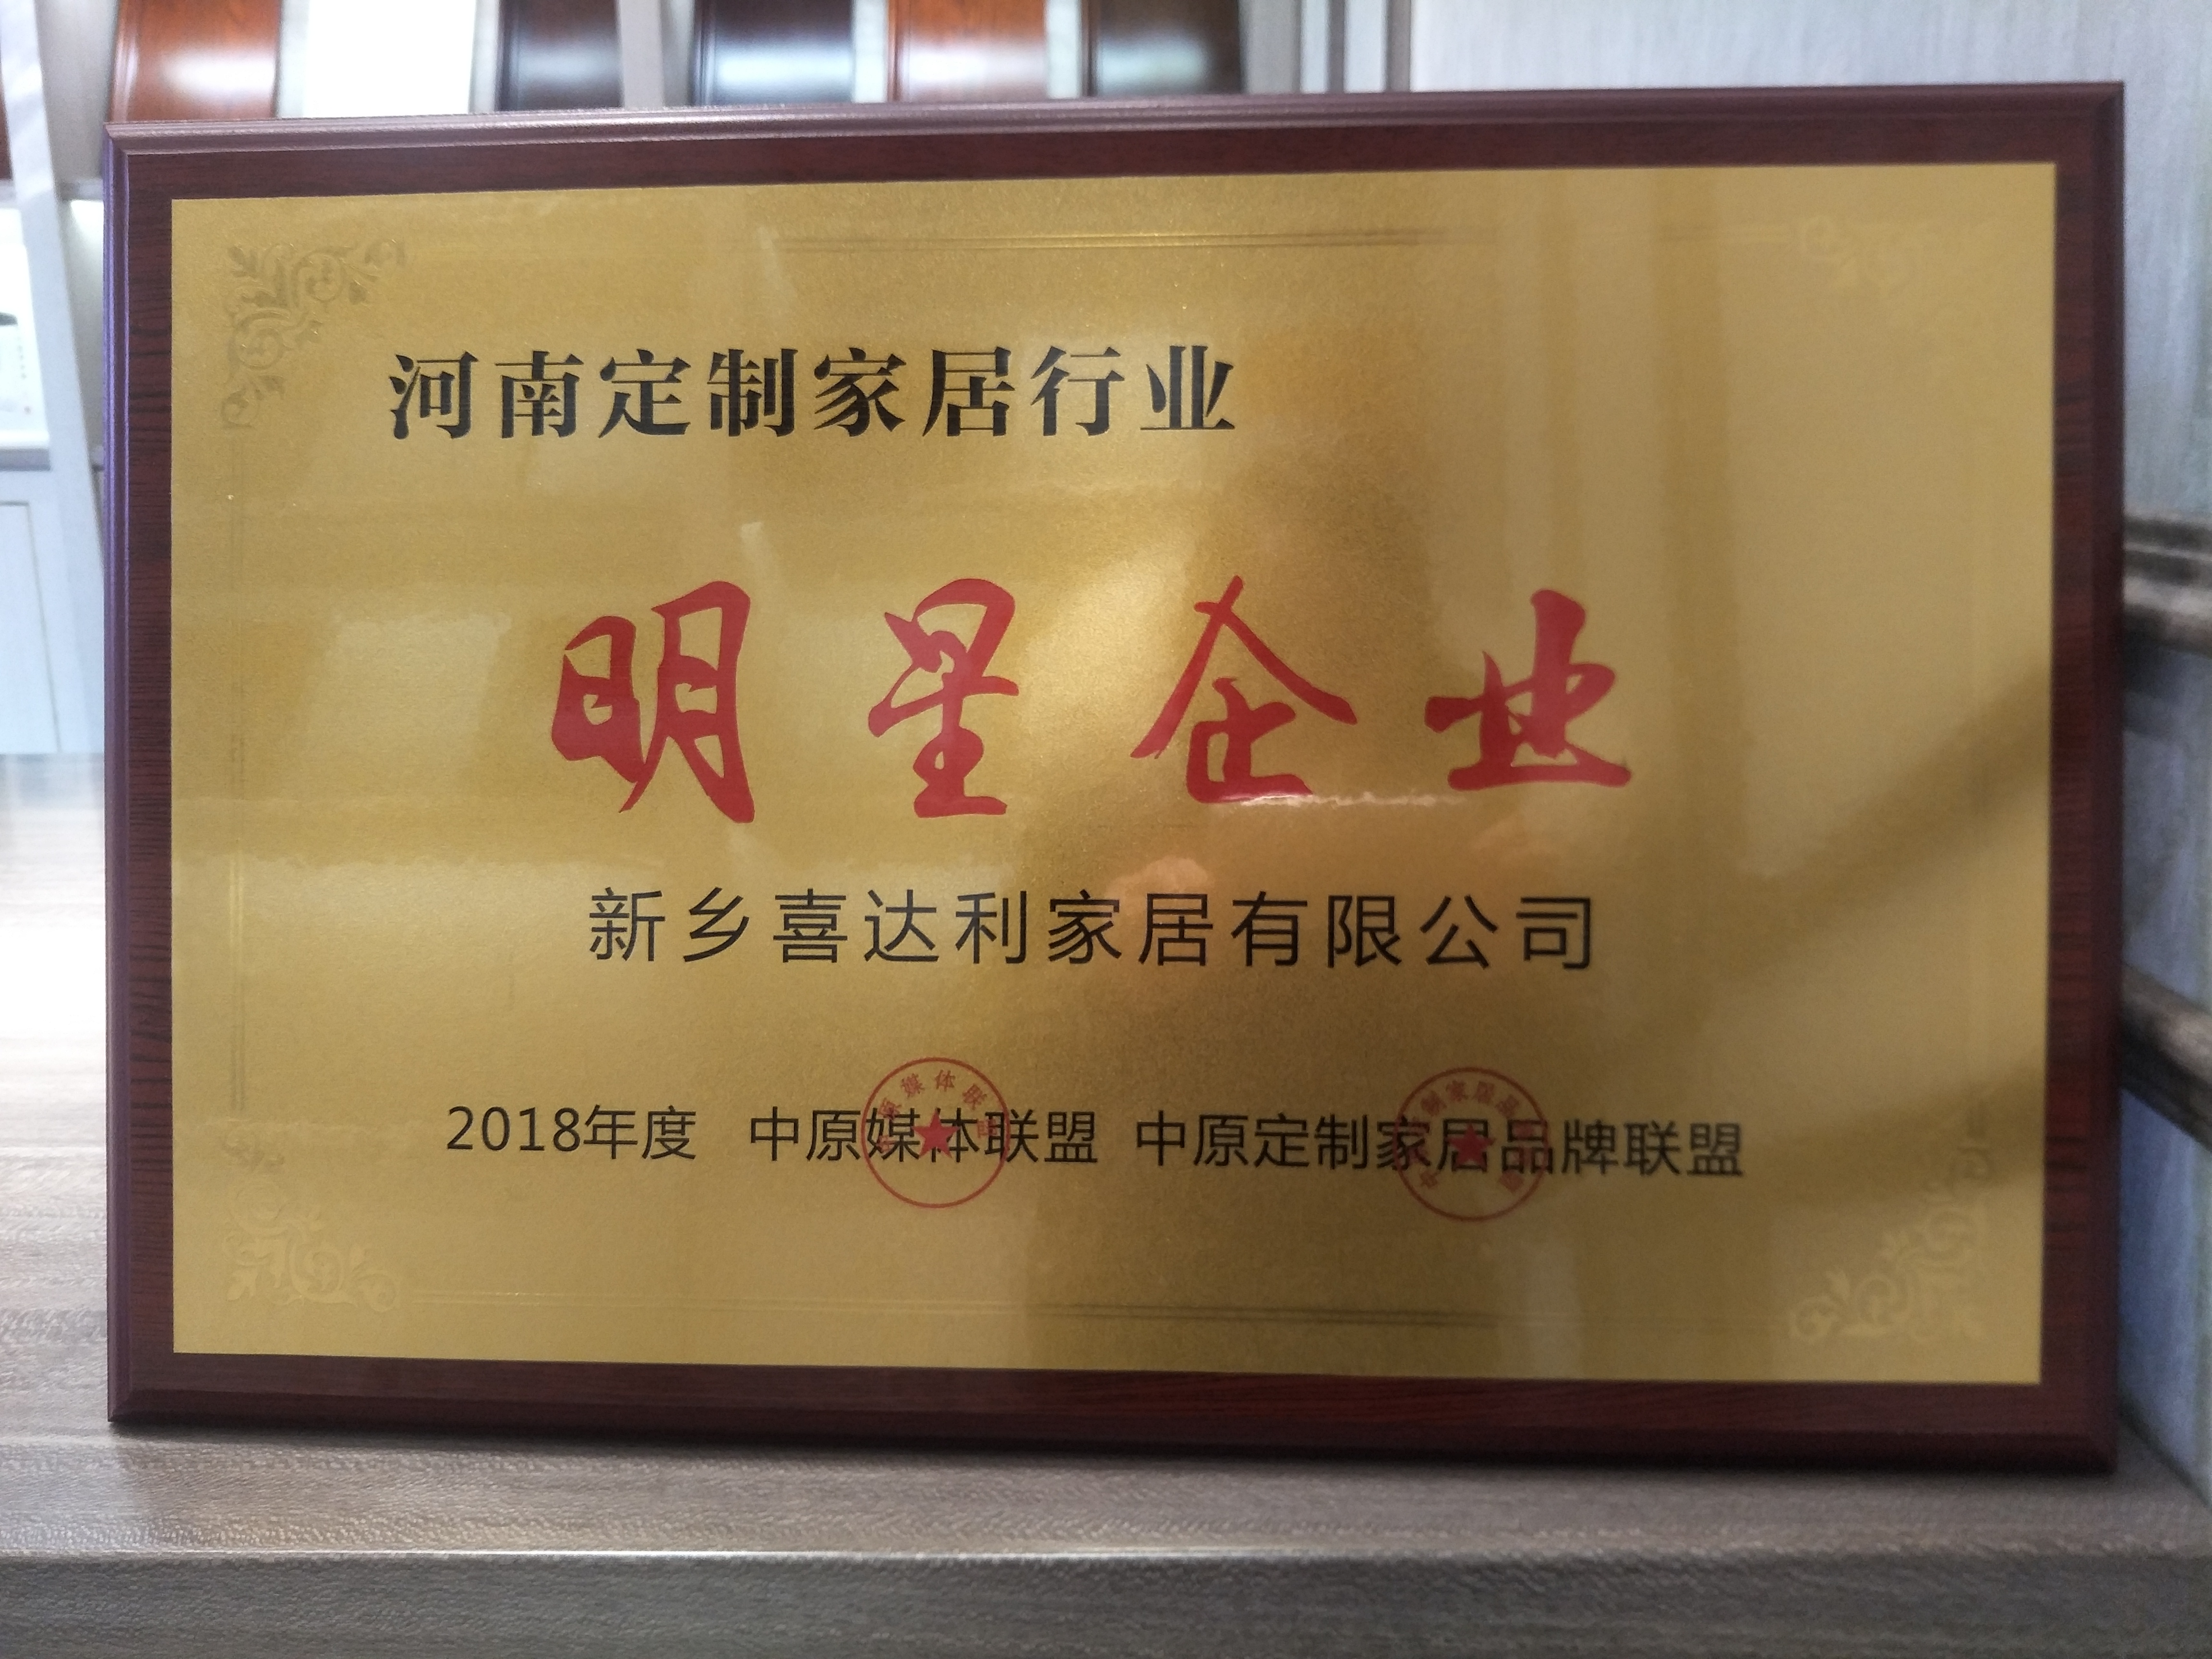 河南定制家居行业
明星企业
新乡喜达利家居有限公司
2018年度 中原媒体联盟 中原定制家居品牌联盟